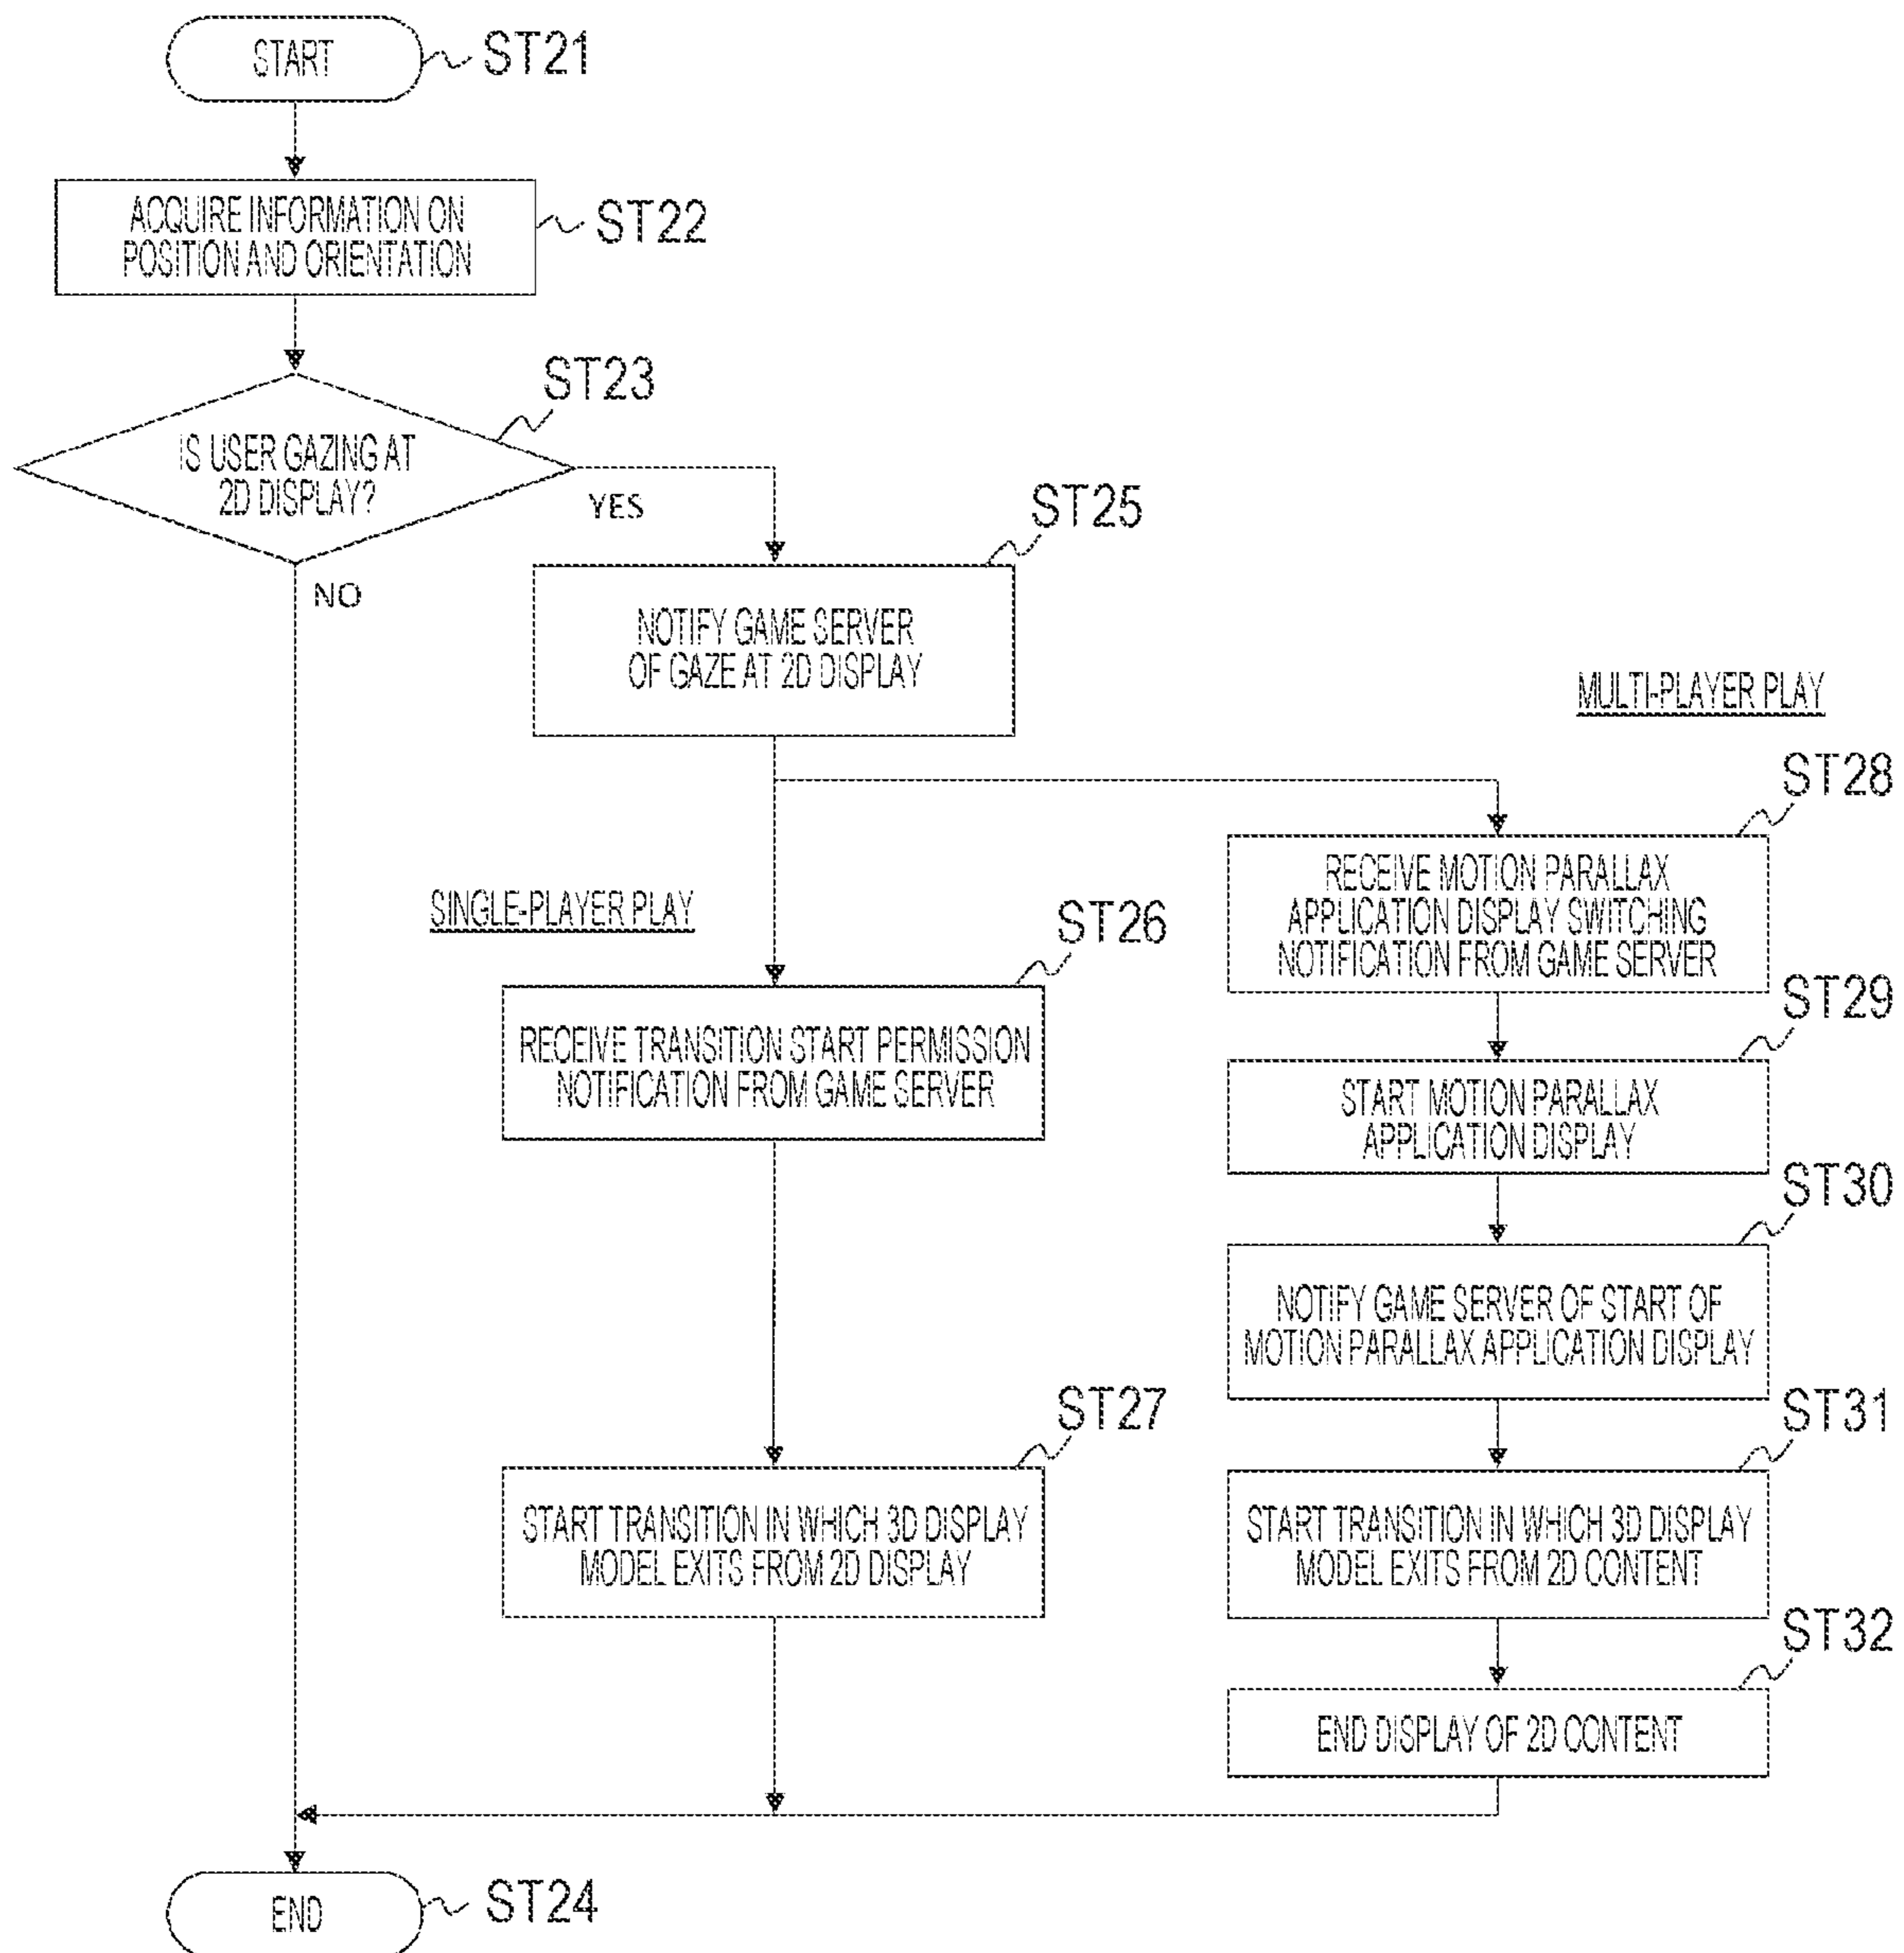 START
ST21
ACQUIRE INFORMATION ON
POSITION AND ORIENTATION
ST22
ST23
IS USER GAZING AT
2D DISPLAY?
YES
NO
ST25
NOTIFY GAME SERVER
OF GAZE AT 2D DISPLAY
MULTI-PLAYER PLAY
ST28
RECEIVE MOTION PARALLAX
APPLICATION DISPLAY SWITCHING
NOTIFICATION FROM GAME SERVER
SINGLE-PLAYER PLAY
ST26
RECEIVE TRANSITION START PERMISSION
NOTIFICATION FROM GAME SERVER
ST29
START MOTION PARALLAX
APPLICATION DISPLAY
ST30
NOTIFY GAME SERVER OF START OF
MOTION PARALLAX APPLICATION DISPLAY
ST27
START TRANSITION IN WHICH 3D DISPLAY
MODEL EXITS FROM 2D DISPLAY
ST31
START TRANSITION IN WHICH 3D DISPLAY
MODEL EXITS FROM 2D CONTENT
ST32
END DISPLAY OF 2D CONTENT
END
ST24